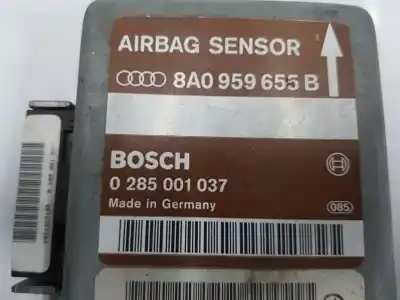 AIRBAG SENSOR
8A0 959 655 B
BOSCH
0 285 001 037
Made in Germany
085